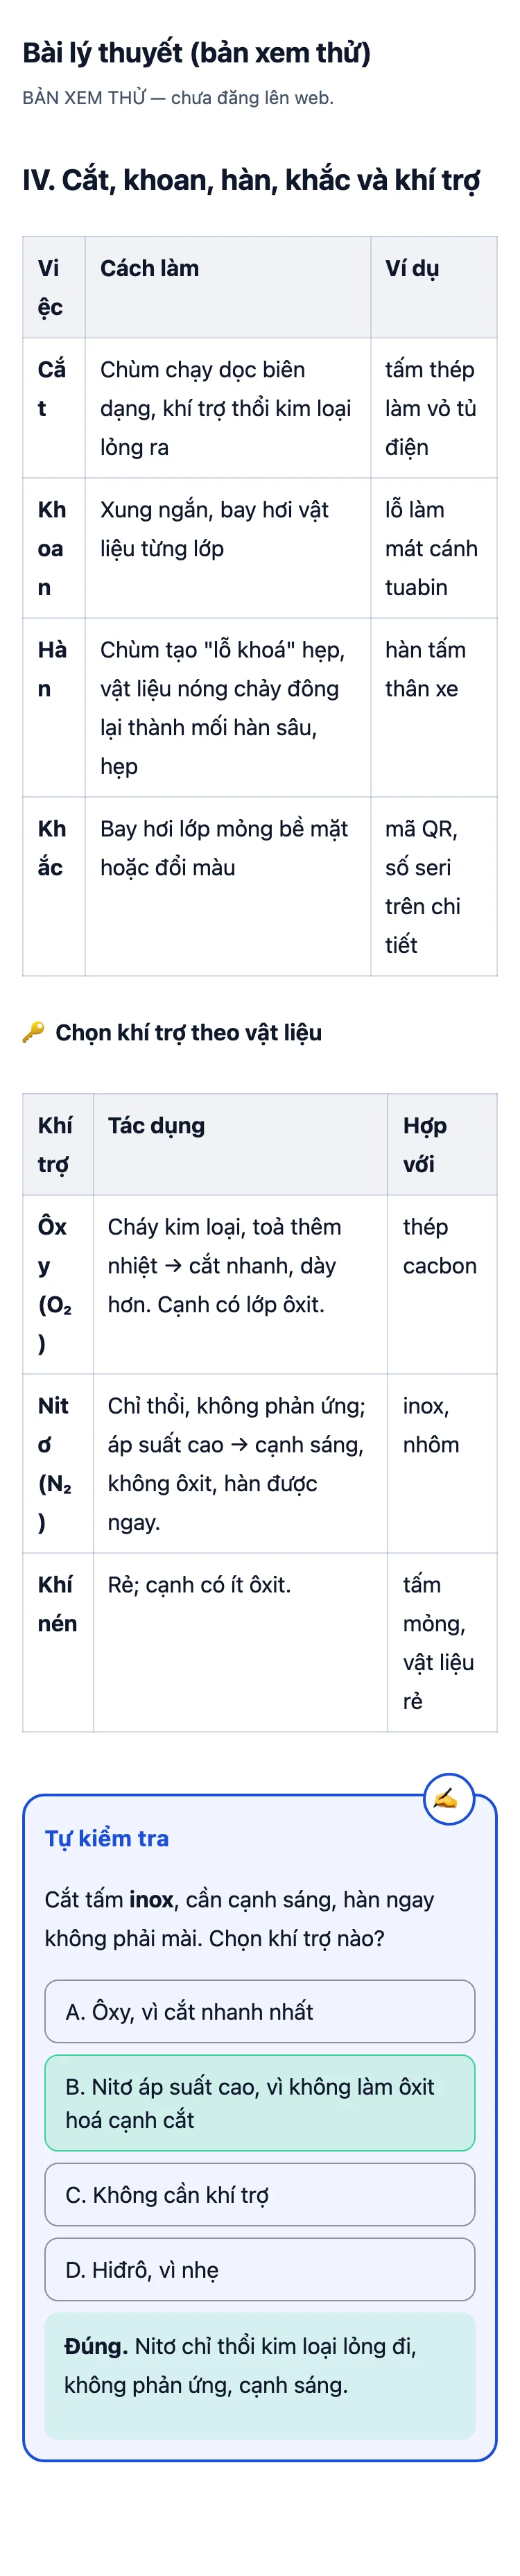 Bài lý thuyết (bản xem thử)
BẢN XEM THỬ — chưa đăng lên web.
IV. Cắt, khoan, hàn, khắc và khí trợ
Vi
ệc
Cách làm
Ví dụ
Cắ
t
Chùm chạy dọc biên
dạng, khí trợ thổi kim loại
lỏng ra
tấm thép
làm vỏ tủ
điện
Kh
oa
n
Xung ngắn, bay hơi vật
liệu từng lớp
lỗ làm
mát cánh
tuabin
Hà
n
Chùm tạo "lỗ khoá" hẹp,
vật liệu nóng chảy đông
lại thành mối hàn sâu,
hẹp
hàn tấm
thân xe
Kh
ắc
Bay hơi lớp mỏng bề mặt
hoặc đổi màu
mã QR,
số seri
trên chi
tiết
🔑 Chọn khí trợ theo vật liệu
Khí
trợ
Tác dụng
Hợp
với
Ôx
y
(O₂
)
Cháy kim loại, toả thêm
nhiệt → cắt nhanh, dày
hơn. Cạnh có lớp ôxit.
thép
cacbon
Nit
ơ
(N₂
)
Chỉ thổi, không phản ứng;
áp suất cao → cạnh sáng,
không ôxit, hàn được
ngay.
inox,
nhôm
Khí
nén
Rẻ; cạnh có ít ôxit.
tấm
mỏng,
vật liệu
rẻ
✍️
Tự kiểm tra
Cắt tấm inox, cần cạnh sáng, hàn ngay
không phải mài. Chọn khí trợ nào?
A. Ôxy, vì cắt nhanh nhất
B. Nitơ áp suất cao, vì không làm ôxit
hoá cạnh cắt
C. Không cần khí trợ
D. Hiđrô, vì nhẹ
Đúng. Nitơ chỉ thổi kim loại lỏng đi,
không phản ứng, cạnh sáng.